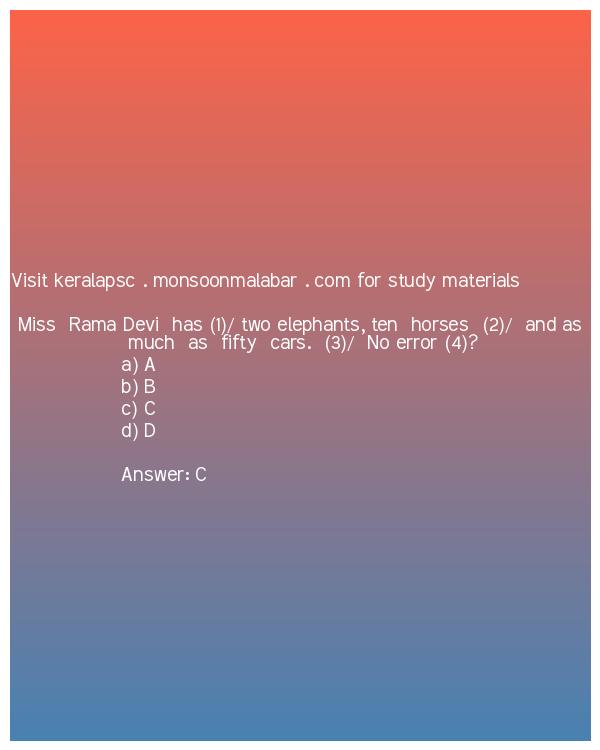 Visit keralapsc . monsoonmalabar . com for study materials
Miss Rama Devi has (1)/ two elephants, ten horses (2)/ and as
much as fifty cars. (3)/ No error (4)?
a) A
b) B
c) C
d) D
Answer: C